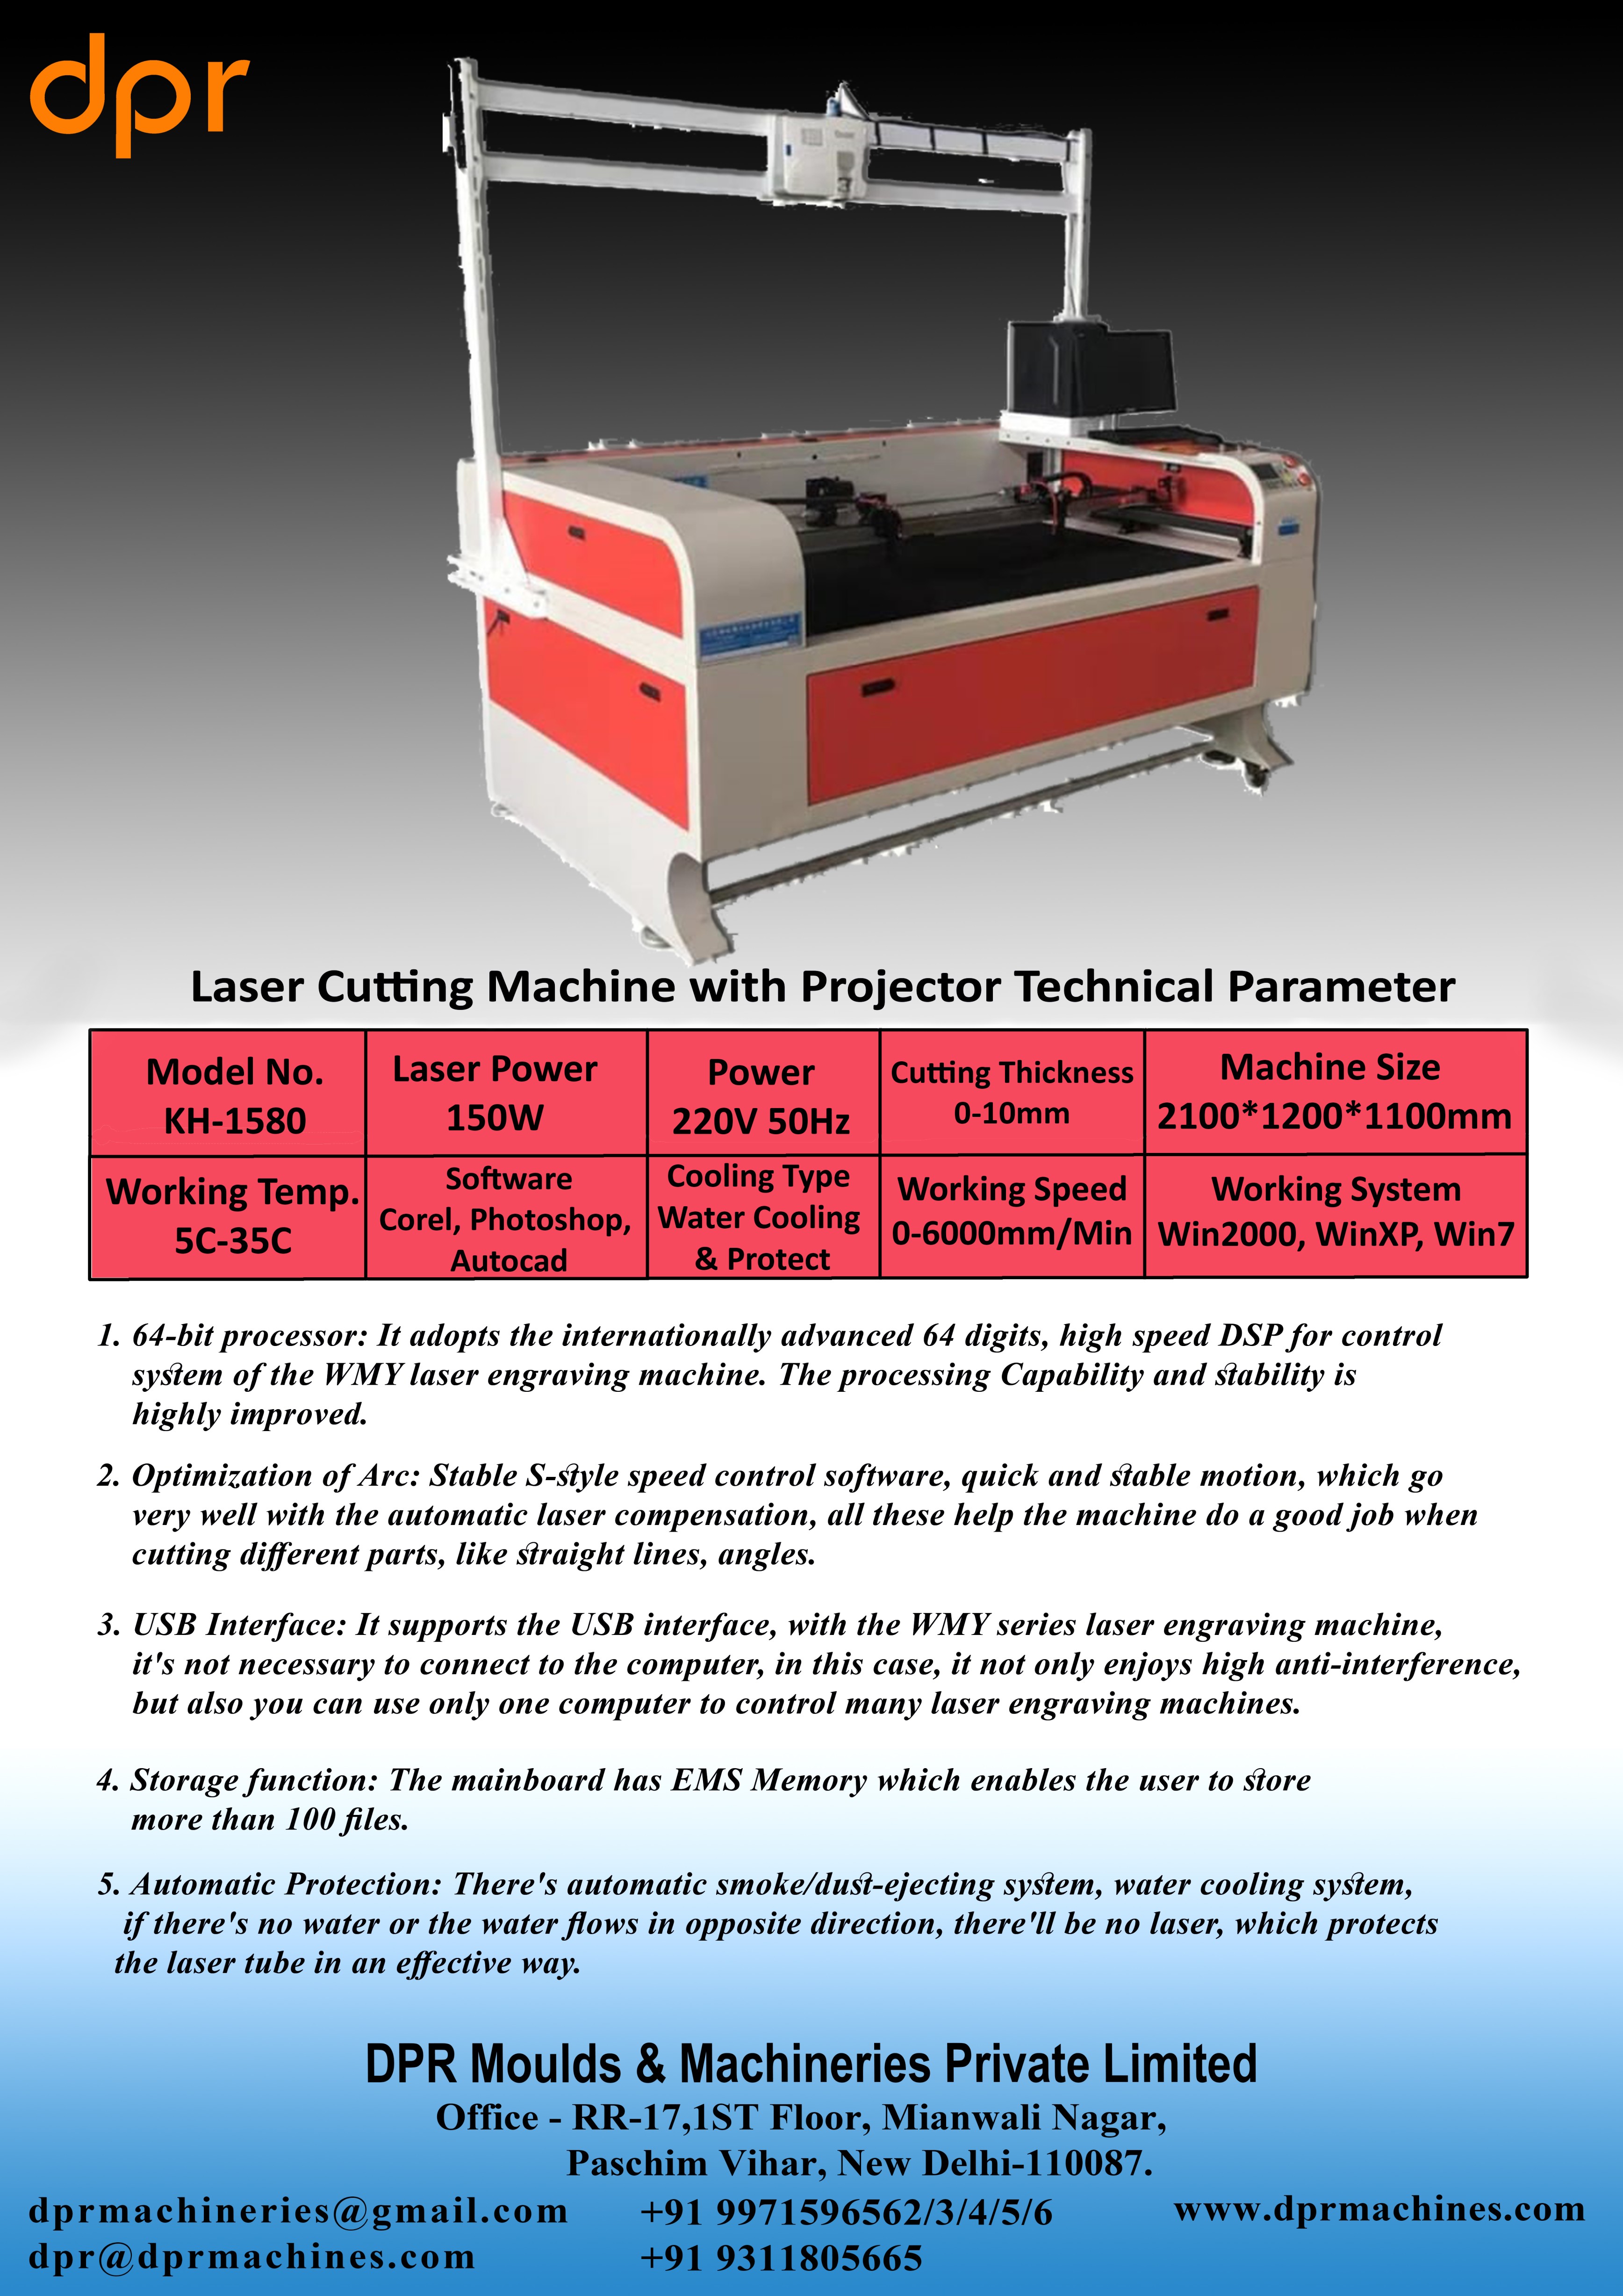 dpr
Laser Cutting Machine with Projector Technical Parameter
Model No.
KH-1580
Laser Power
150W
Power
220V 50Hz
Cutting Thickness
0-10mm
Machine Size
2100*1200*1100mm
Working Temp.
5C-35C
Software
Corel, Photoshop,
Autocad
Cooling Type
Water Cooling
& Protect
Working Speed
0-6000mm/Min
Working System
Win2000, WinXP, Win7
1. 64-bit processor: It adopts the internationally advanced 64 digits, high speed DSP for control
system of the WMY laser engraving machine. The processing Capability and stability is
highly improved.
2. Optimization of Arc: Stable S-style speed control software, quick and stable motion, which go
very well with the automatic laser compensation, all these help the machine do a good job when
cutting different parts, like straight lines, angles.
3. USB Interface: It supports the USB interface, with the WMY series laser engraving machine,
it's not necessary to connect to the computer, in this case, it not only enjoys high anti-interference,
but also you can use only one computer to control many laser engraving machines.
4. Storage function: The mainboard has EMS Memory which enables the user to store
more than 100 files.
5. Automatic Protection: There's automatic smoke/dust-ejecting system, water cooling system,
if there's no water or the water flows in opposite direction, there'll be no laser, which protects
the laser tube in an effective way.
DPR Moulds & Machineries Private Limited
Office - RR-17,1ST Floor, Mianwali Nagar,
Paschim Vihar, New Delhi-110087.
dprmachineries@gmail.com +91 9971596562/3/4/5/6 www.dprmachines.com
dpr@dprmachines.com +91 9311805665